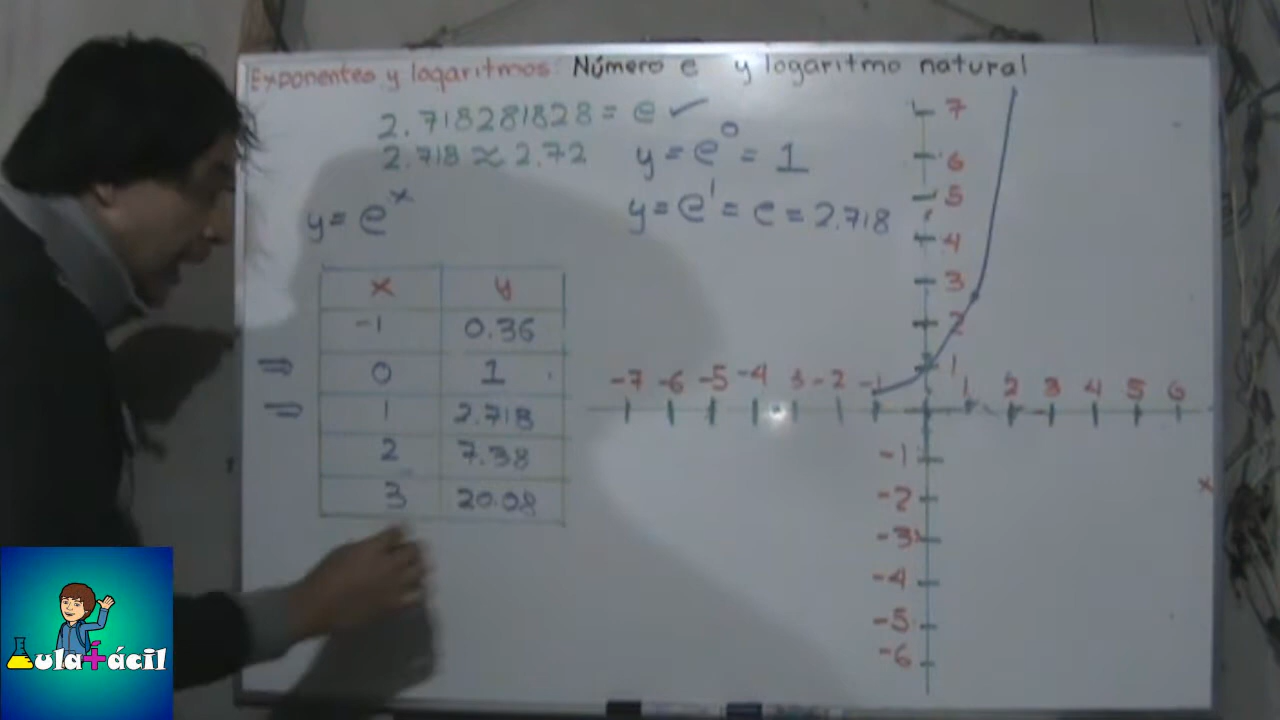 Exponentes y logaritmos: Número e y logaritmo natural
2.718281828 = e ✓
2.718 ≈ 2.72
y = e^0 = 1
y = e^x
y = e^1 = e = 2.718
x y
-1 0.36
⇒ 0 1
⇒ 1 2.718
2 7.38
3 20.08
7
6
5
4
3
2
1
-7 -6 -5 -4 3 -2 -1 1 2 3 4 5 6
x
-1
-2
-3
-4
-5
-6
Aula+ácil